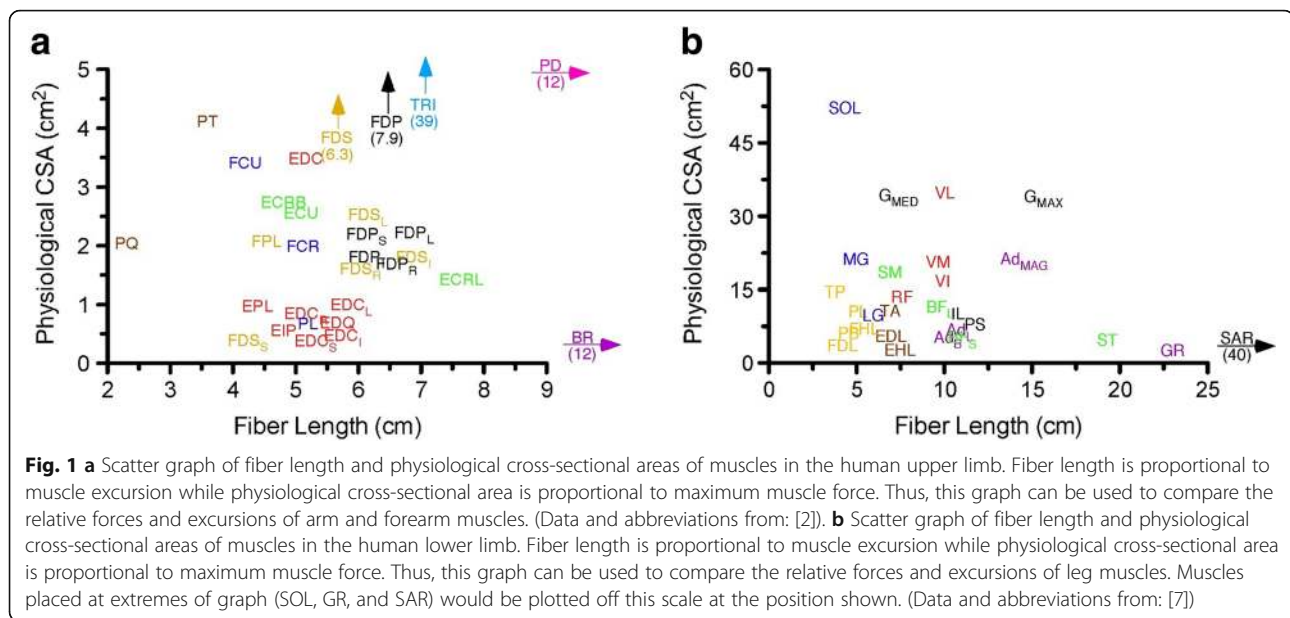 a
Physiological CSA (cm²)
5
4
3
2
1
0
2 3 4 5 6 7 8 9
Fiber Length (cm)
PT
FCU
EDC
FDS
(6.3)
FDP
(7.9)
TRI
(39)
PD
(12)
ECRB
ECU
FDS_L
PQ
FPL
FCR
FDP_S
FDP_L
FDP
FDS_I
FDS_R
FDP_R
ECRL
EPL
EDC
EDC_L
EIP
PL
EDQ
FDS_S
EDC_S
EDC_I
BR
(12)
b
Physiological CSA (cm²)
60
45
30
15
0
0 5 10 15 20 25
Fiber Length (cm)
SOL
G_MED
VL
G_MAX
MG
SM
VM
VI
Ad_MAG
TP
RF
LG
TA
BF_L
IL
PS
FHL
FDL
EDL
EHL
ST
GR
SAR
(40)
Fig. 1 a Scatter graph of fiber length and physiological cross-sectional areas of muscles in the human upper limb. Fiber length is proportional to
muscle excursion while physiological cross-sectional area is proportional to maximum muscle force. Thus, this graph can be used to compare the
relative forces and excursions of arm and forearm muscles. (Data and abbreviations from: [2]). b Scatter graph of fiber length and physiological
cross-sectional areas of muscles in the human lower limb. Fiber length is proportional to muscle excursion while physiological cross-sectional area
is proportional to maximum muscle force. Thus, this graph can be used to compare the relative forces and excursions of leg muscles. Muscles
placed at extremes of graph (SOL, GR, and SAR) would be plotted off this scale at the position shown. (Data and abbreviations from: [7])